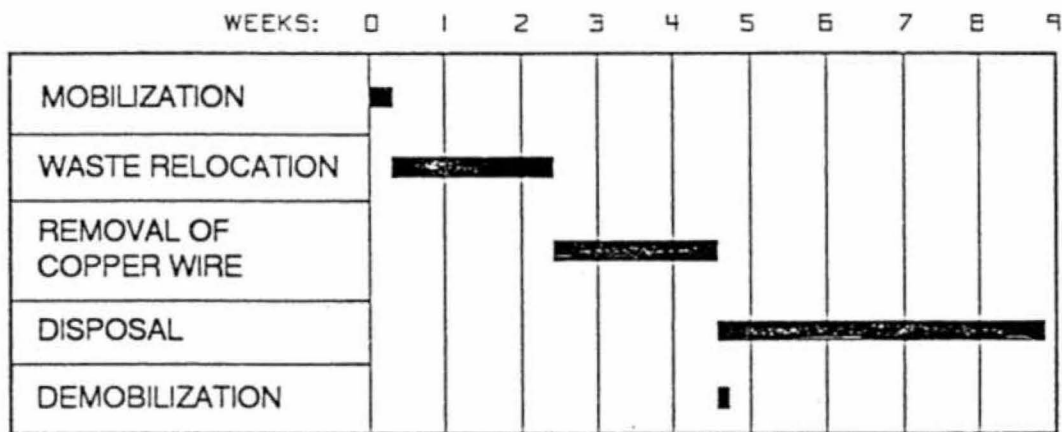 WEEKS: 0 1 2 3 4 5 6 7 8 9
MOBILIZATION
WASTE RELOCATION
REMOVAL OF
COPPER WIRE
DISPOSAL
DEMOBILIZATION